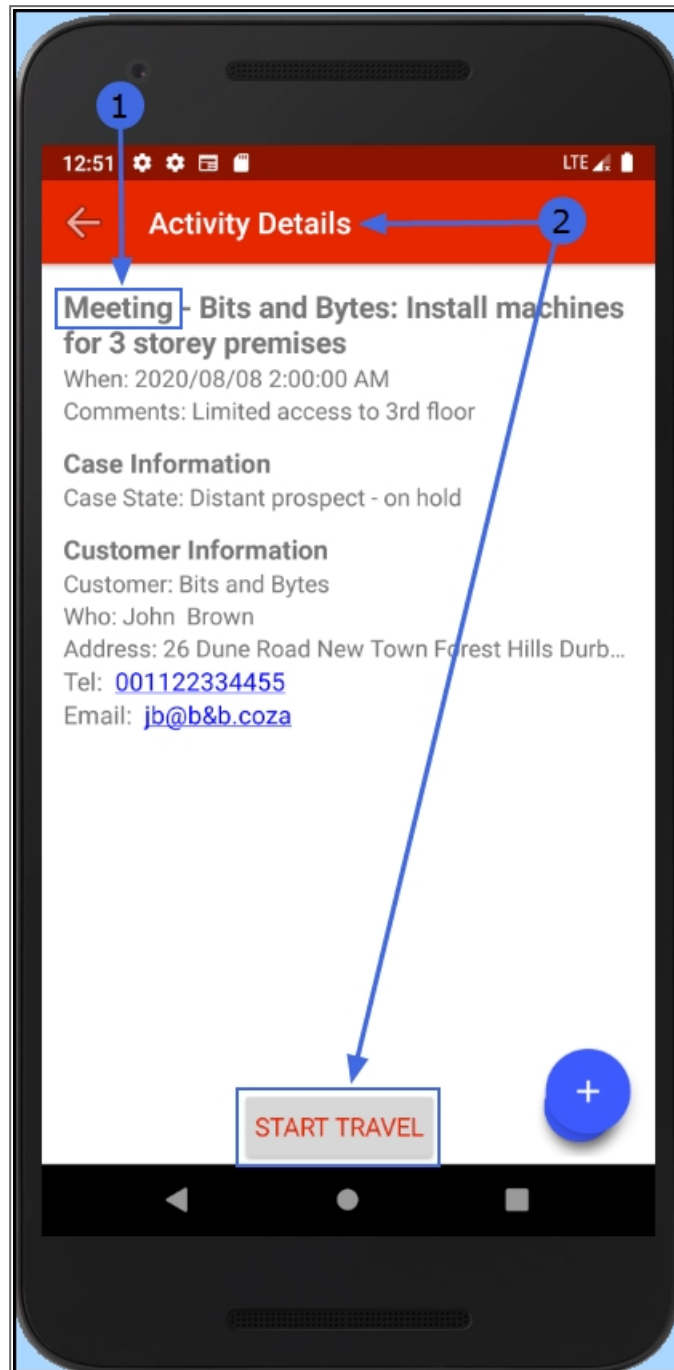 1
12:51 LTE
Activity Details
2
Meeting - Bits and Bytes: Install machines
for 3 storey premises
When: 2020/08/08 2:00:00 AM
Comments: Limited access to 3rd floor
Case Information
Case State: Distant prospect - on hold
Customer Information
Customer: Bits and Bytes
Who: John  Brown
Address: 26 Dune Road New Town Forest Hills Durb...
Tel: 001122334455
Email: jb@b&b.coza
+
START TRAVEL